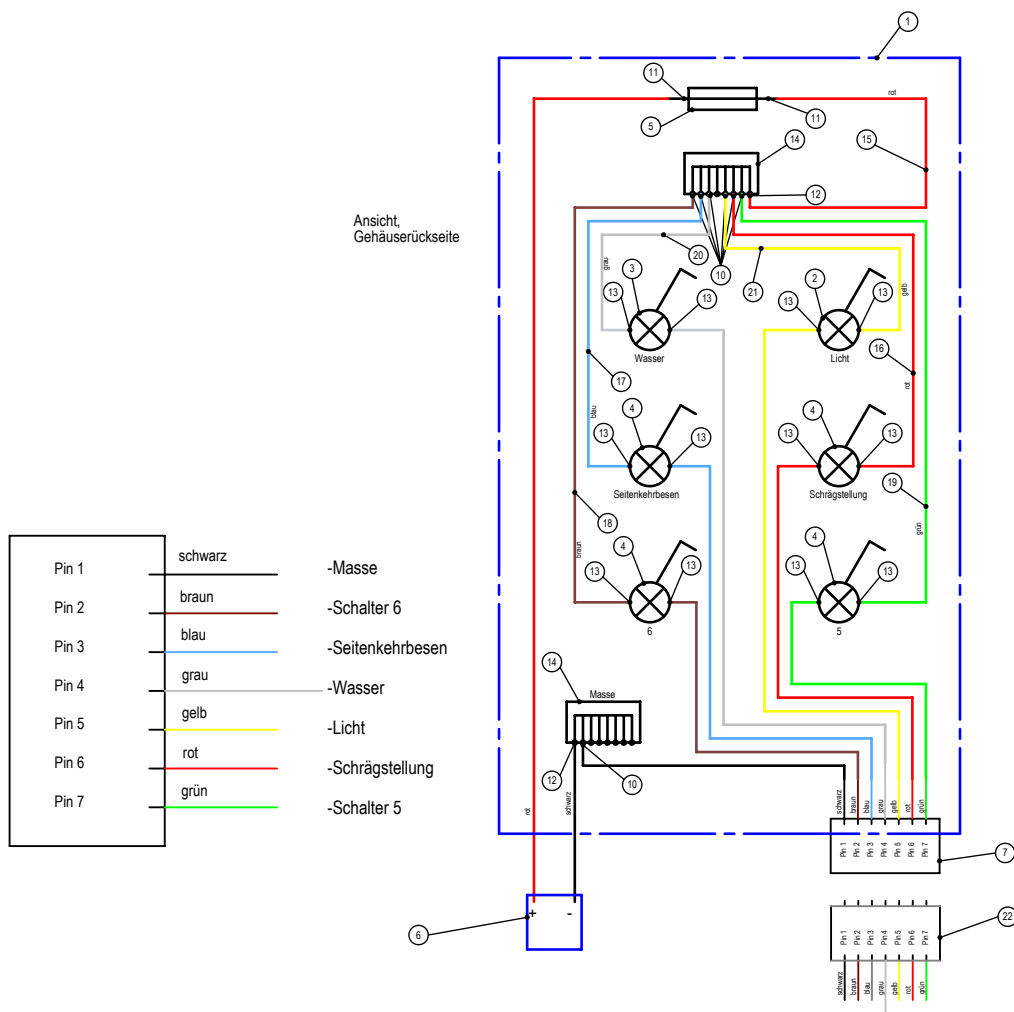 1
11
rot
5
11
14
15
12
Ansicht,
Gehäuserückseite
20
10
21
grau
gelb
3
13
13
2
13
13
Wasser
Licht
16
17
rot
blau
4
13
13
4
13
13
Seitenkehrbesen
Schrägstellung
19
18
grün
braun
4
13
13
4
13
13
6
5
Pin 1
schwarz
-Masse
Pin 2
braun
-Schalter 6
Pin 3
blau
-Seitenkehrbesen
Pin 4
grau
-Wasser
Pin 5
gelb
-Licht
Pin 6
rot
-Schrägstellung
Pin 7
grün
-Schalter 5
14
Masse
12
10
rot
schwarz
schwarz
braun
blau
grau
gelb
rot
grün
Pin 1
Pin 2
Pin 3
Pin 4
Pin 5
Pin 6
Pin 7
7
+
-
6
Pin 1
Pin 2
Pin 3
Pin 4
Pin 5
Pin 6
Pin 7
22
schwarz
braun
blau
grau
gelb
rot
grün